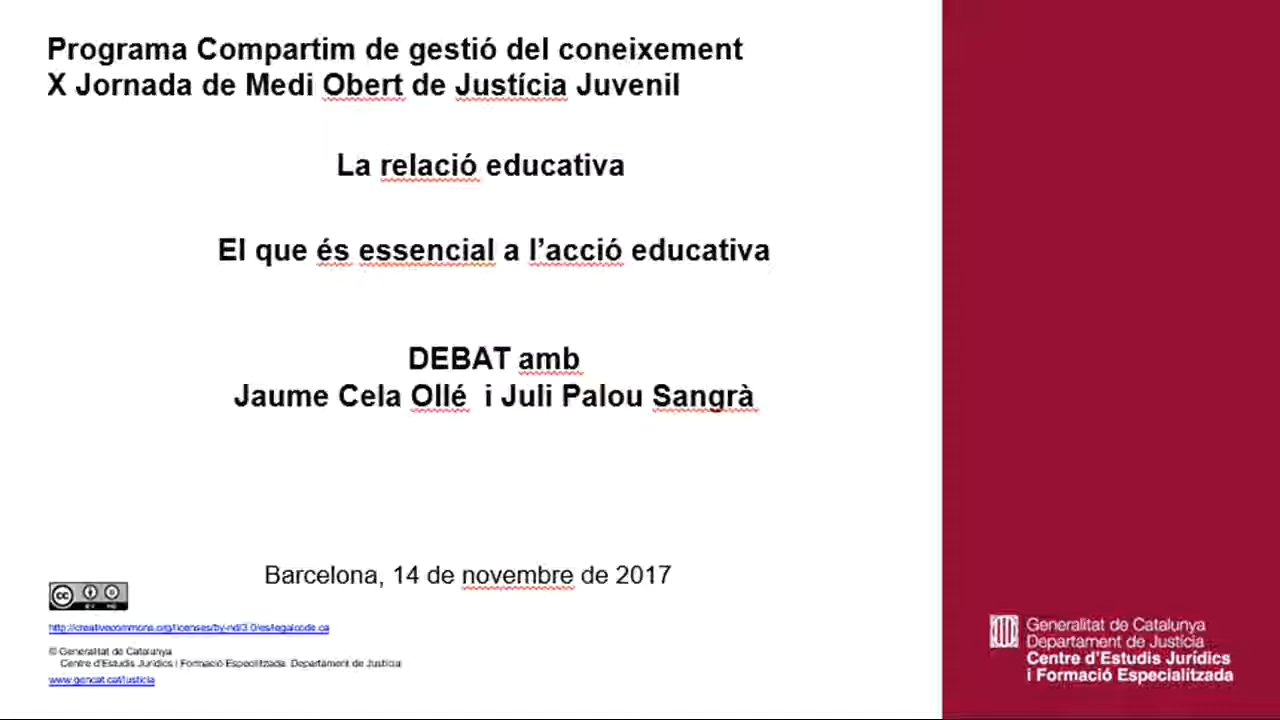 Programa Compartim de gestió del coneixement
X Jornada de Medi Obert de Justícia Juvenil
La relació educativa
El que és essencial a l'acció educativa
DEBAT amb
Jaume Cela Ollé i Juli Palou Sangrà
Barcelona, 14 de novembre de 2017
http://creativecommons.org/licenses/by-nd/3.0/es/legalcode.ca
© Generalitat de Catalunya
Centre d'Estudis Jurídics i Formació Especialitzada. Departament de Justícia
www.gencat.cat/justicia
Generalitat de Catalunya
Departament de Justícia
Centre d'Estudis Jurídics
i Formació Especialitzada